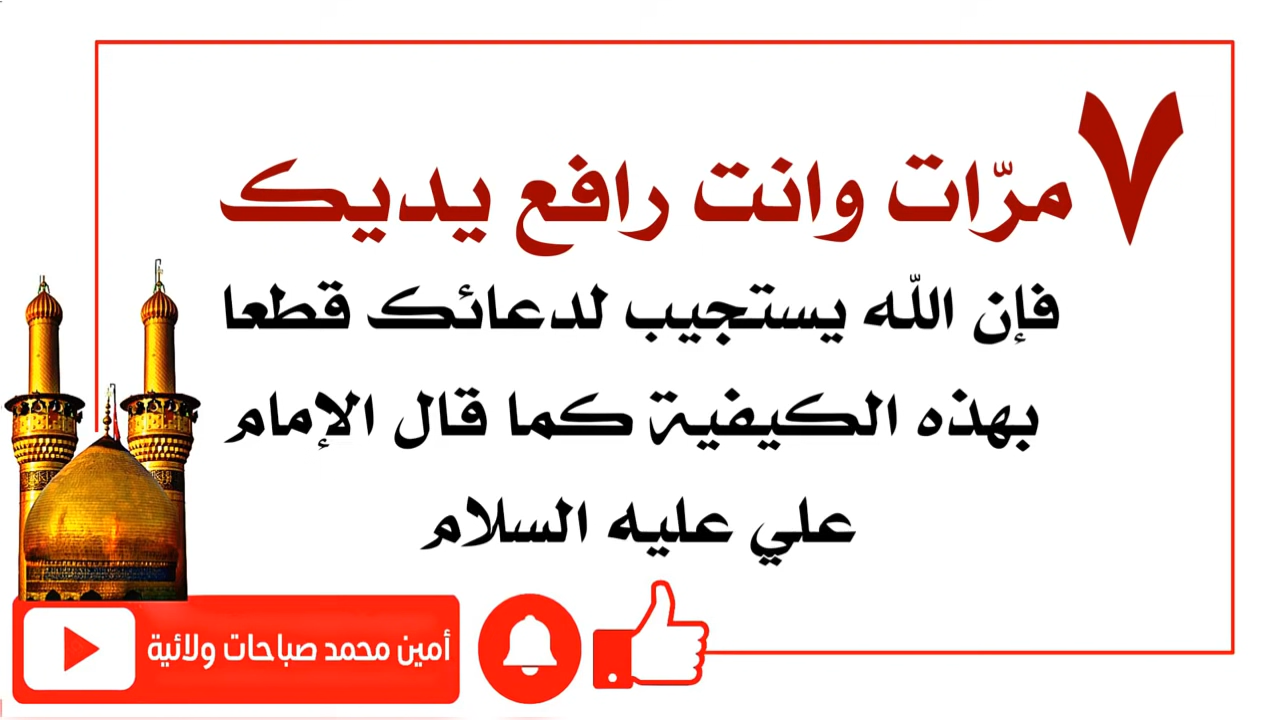 ٧ مرّات وانت رافع يديك
فإن الله يستجيب لدعائك قطعا
بهذه الكيفية كما قال الإمام
علي عليه السلام
أمين محمد صباحات ولائية